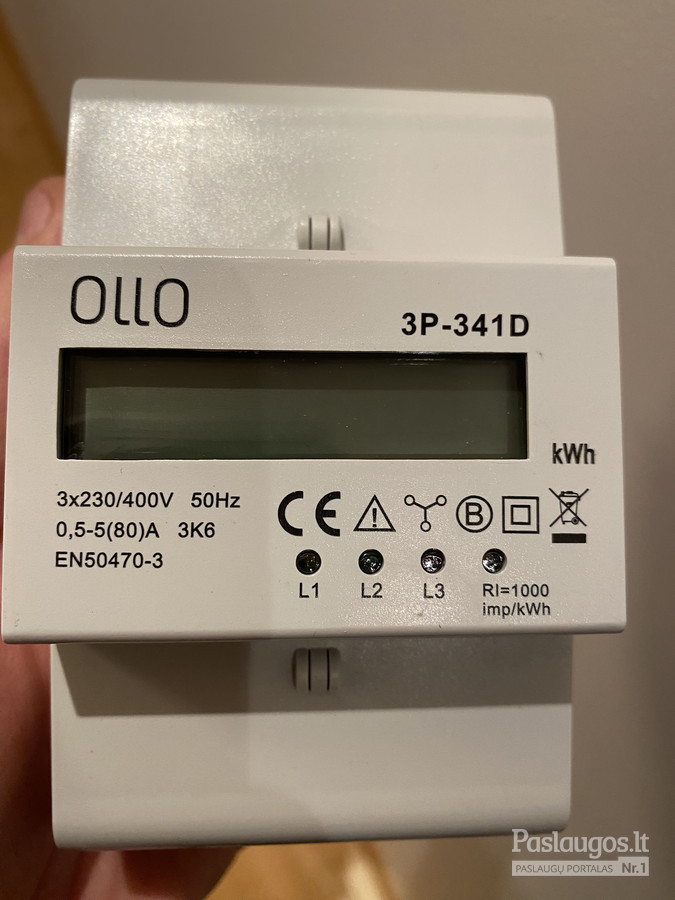 OLLO
3P-341D
kWh
3x230/400V 50Hz
0,5-5(80)A 3K6
EN50470-3
CE
B
L1 L2 L3 RI=1000
imp/kWh
Paslaugos.lt
PASLAUGŲ PORTALAS Nr.1